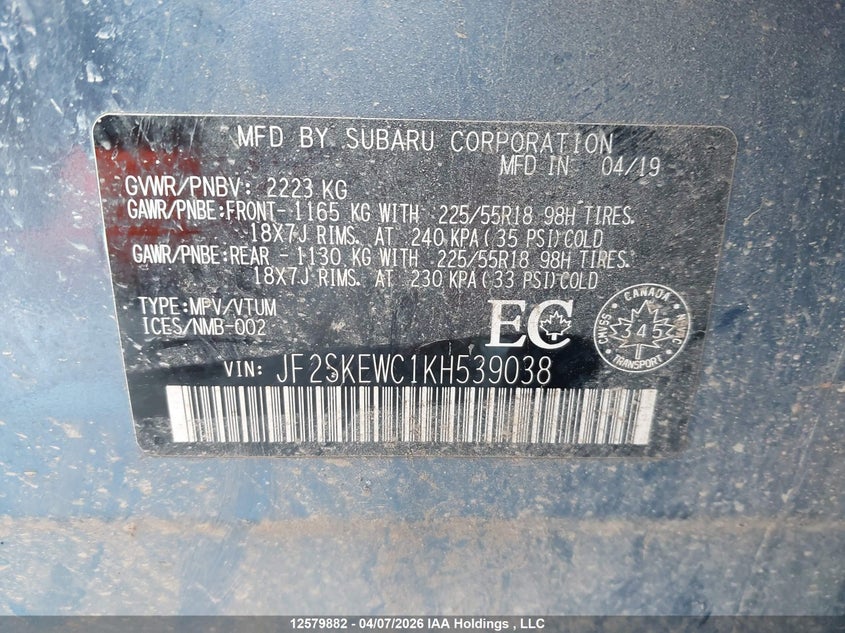 MFD BY SUBARU CORPORATION
MFD IN 04/19
GVWR/PNBV: 2223 KG
GAWR/PNBE:FRONT-1165 KG WITH 225/55R18 98H TIRES.
18X7J RIMS. AT 240 KPA(35 PSI)COLD
GAWR/PNBE:REAR -1130 KG WITH 225/55R18 98H TIRES.
18X7J RIMS. AT 230 KPA(33 PSI)COLD
TYPE:MPV/VTUM
ICES/NMB-002
EC
CANADA
CMVSS 345 NSVAC
TRANSPORT
VIN: JF2SKEWC1KH539038
12579882 - 04/07/2026 IAA Holdings , LLC